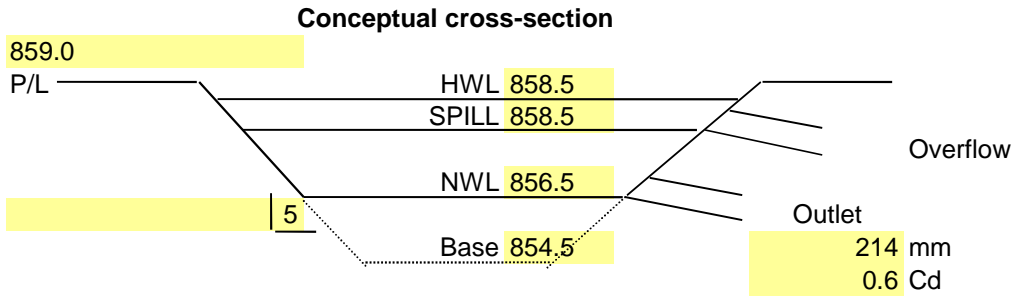 Conceptual cross-section
859.0
P/L
HWL 858.5
SPILL 858.5
Overflow
NWL 856.5
5
Outlet
Base 854.5
214 mm
0.6 Cd